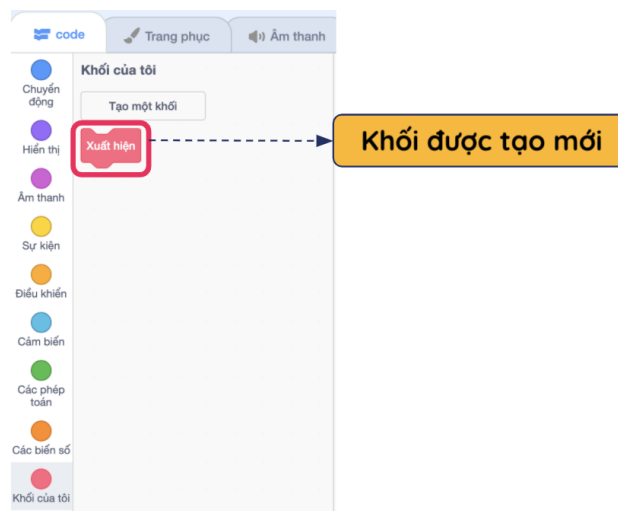 code
Trang phục
Âm thanh
Khối của tôi
Tạo một khối
Xuất hiện
Khối được tạo mới
Chuyển
động
Hiển thị
Âm thanh
Sự kiện
Điều khiển
Cảm biến
Các phép
toán
Các biến số
Khối của tôi